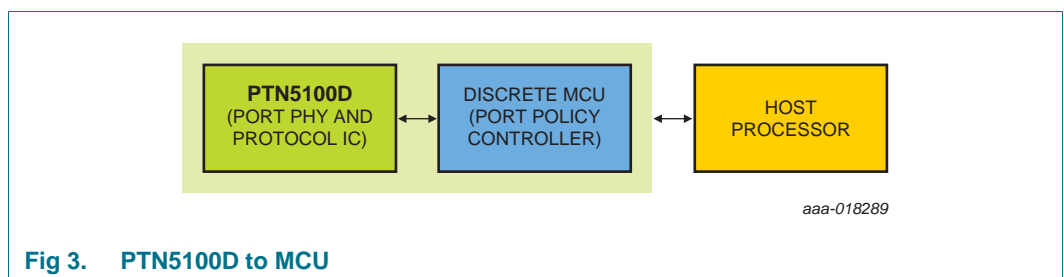 PTN5100D
(PORT PHY AND
PROTOCOL IC)
DISCRETE MCU
(PORT POLICY
CONTROLLER)
HOST
PROCESSOR
aaa-018289
Fig 3. PTN5100D to MCU